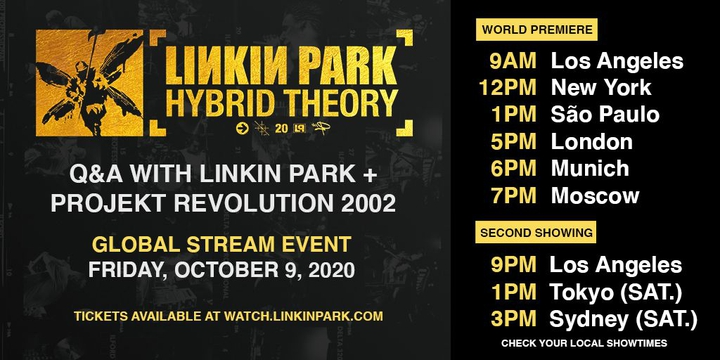 LINKIN PARK
HYBRID THEORY
20
Q&A WITH LINKIN PARK +
PROJEKT REVOLUTION 2002
GLOBAL STREAM EVENT
FRIDAY, OCTOBER 9, 2020
TICKETS AVAILABLE AT WATCH.LINKINPARK.COM
WORLD PREMIERE
9AM Los Angeles
12PM New York
1PM São Paulo
5PM London
6PM Munich
7PM Moscow
SECOND SHOWING
9PM Los Angeles
1PM Tokyo (SAT.)
3PM Sydney (SAT.)
CHECK YOUR LOCAL SHOWTIMES